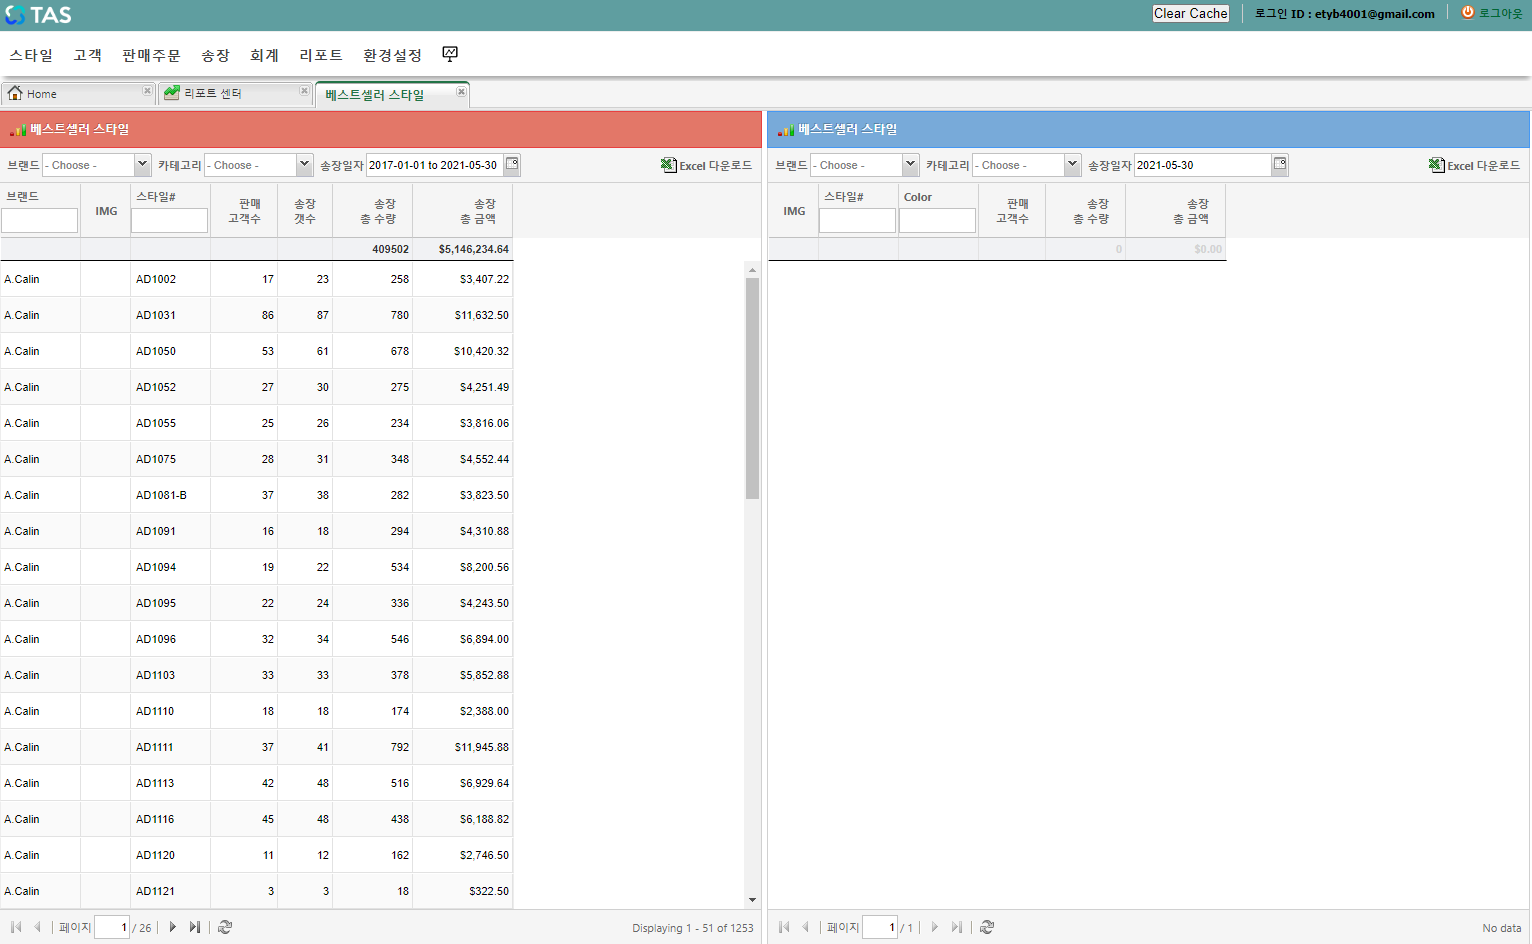 TAS
Clear Cache
로그인 ID : etyb4001@gmail.com
로그아웃
스타일 고객 판매주문 송장 회계 리포트 환경설정
Home
리포트 센터
베스트셀러 스타일
베스트셀러 스타일
브랜드 - Choose - 카테고리 - Choose - 송장일자 2017-01-01 to 2021-05-30 Excel 다운로드
브랜드 IMG 스타일# 판매 고객수 송장 갯수 송장 총 수량 송장 총 금액
409502 $5,146,234.64
A.Calin AD1002 17 23 258 $3,407.22
A.Calin AD1031 86 87 780 $11,632.50
A.Calin AD1050 53 61 678 $10,420.32
A.Calin AD1052 27 30 275 $4,251.49
A.Calin AD1055 25 26 234 $3,816.06
A.Calin AD1075 28 31 348 $4,552.44
A.Calin AD1081-B 37 38 282 $3,823.50
A.Calin AD1091 16 18 294 $4,310.88
A.Calin AD1094 19 22 534 $8,200.56
A.Calin AD1095 22 24 336 $4,243.50
A.Calin AD1096 32 34 546 $6,894.00
A.Calin AD1103 33 33 378 $5,852.88
A.Calin AD1110 18 18 174 $2,388.00
A.Calin AD1111 37 41 792 $11,945.88
A.Calin AD1113 42 48 516 $6,929.64
A.Calin AD1116 45 48 438 $6,188.82
A.Calin AD1120 11 12 162 $2,746.50
A.Calin AD1121 3 3 18 $322.50
페이지 1 / 26 Displaying 1 - 51 of 1253
베스트셀러 스타일
브랜드 - Choose - 카테고리 - Choose - 송장일자 2021-05-30 Excel 다운로드
IMG 스타일# Color 판매 고객수 송장 총 수량 송장 총 금액
0 $0.00
페이지 1 / 1 No data